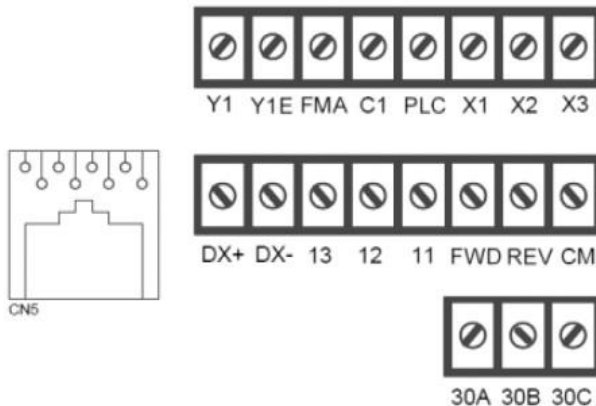 Y1 Y1E FMA C1 PLC X1 X2 X3
DX+ DX- 13 12 11 FWD REV CM
CN5
30A 30B 30C